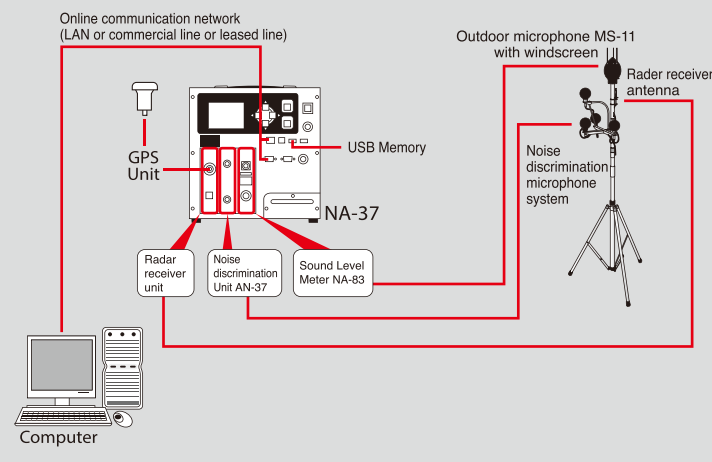 Online communication network
(LAN or commercial line or leased line)
Outdoor microphone MS-11
with windscreen
Rader receiver
antenna
USB Memory
GPS
Unit
Noise
discrimination
microphone
system
NA-37
Radar
receiver
unit
Noise
discrimination
Unit AN-37
Sound Level
Meter NA-83
Computer